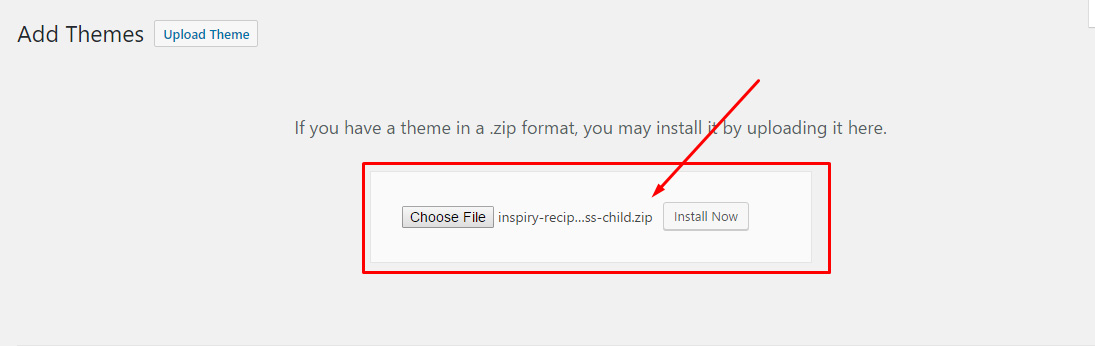 Add Themes Upload Theme
If you have a theme in a .zip format, you may install it by uploading it here.
Choose File inspiry-recip...ss-child.zip Install Now